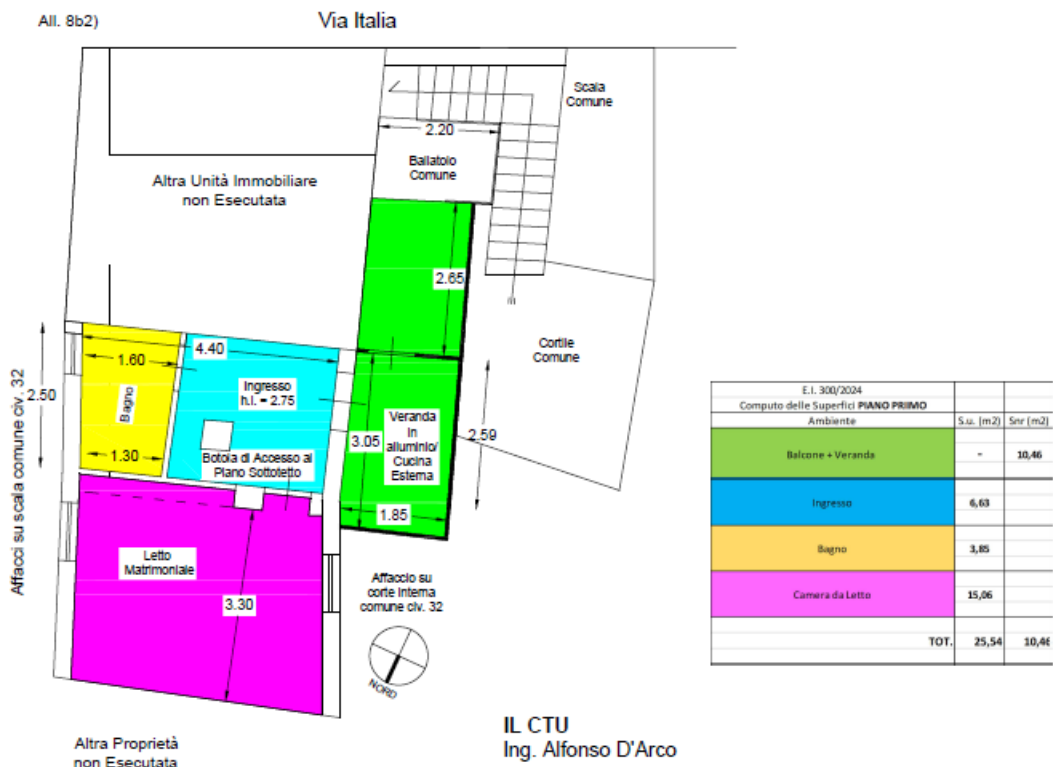 All. 8b2)
Via Italia
Scala
Comune
2.20
Ballatoio
Comune
Altra Unità Immobiliare
non Esecutata
2.65
Cortile
Comune
4.40
1.60
Ingresso
h.I. = 2.75
Bagno
2.50
Affacci su scala comune civ. 32
1.30
Botola di Accesso al
Piano Sottotetto
Veranda
in
alluminio/
Cucina
Esterna
3.05
2.59
1.85
Letto
Matrimoniale
3.30
Affaccio su
corte interna
comune civ. 32
NORD
Altra Proprietà
non Esecutata
IL CTU
Ing. Alfonso D'Arco
E.I. 300/2024
Computo delle Superfici PIANO PRIIMO
Ambiente S.u. (m2) Snr (m2)
Balcone + Veranda - 10,46
Ingresso 6,63
Bagno 3,85
Camera da Letto 15,06
TOT. 25,54 10,46